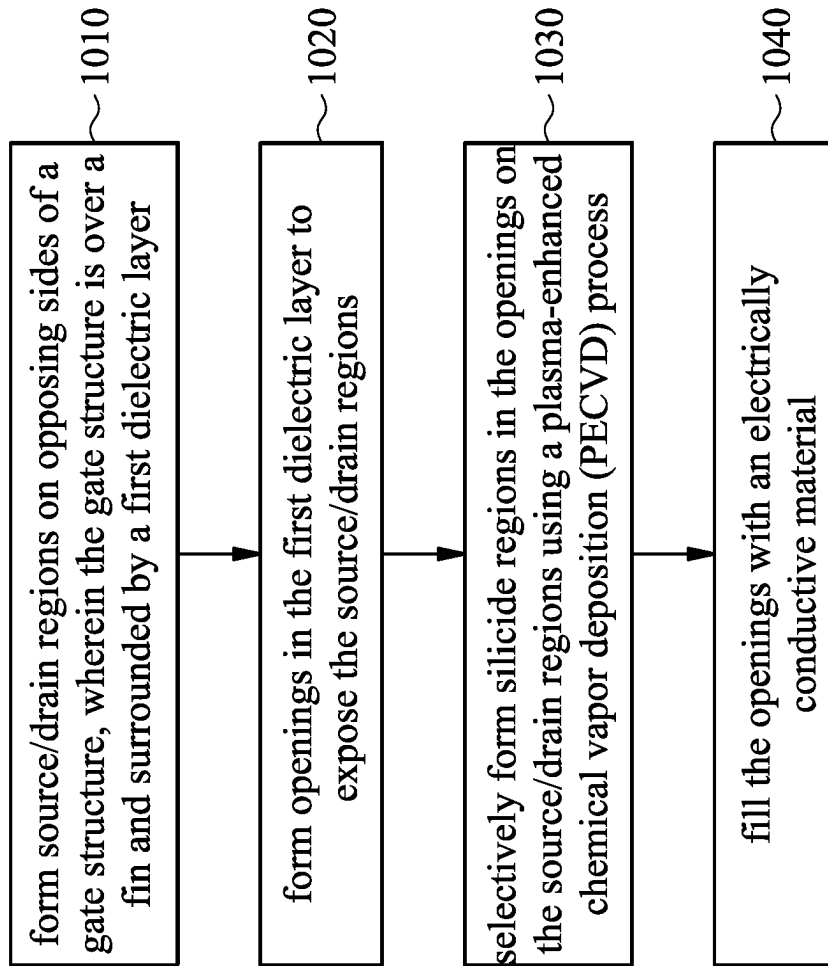 form source/drain regions on opposing sides of a
gate structure, wherein the gate structure is over a
fin and surrounded by a first dielectric layer
1010
form openings in the first dielectric layer to
expose the source/drain regions
1020
selectively form silicide regions in the openings on
the source/drain regions using a plasma-enhanced
chemical vapor deposition (PECVD) process
1030
fill the openings with an electrically
conductive material
1040